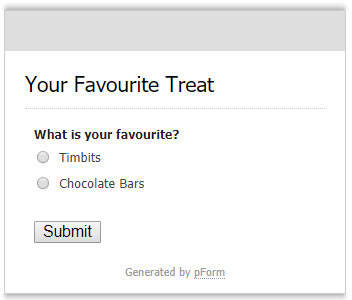 Your Favourite Treat
What is your favourite?
Timbits
Chocolate Bars
Submit
Generated by pForm